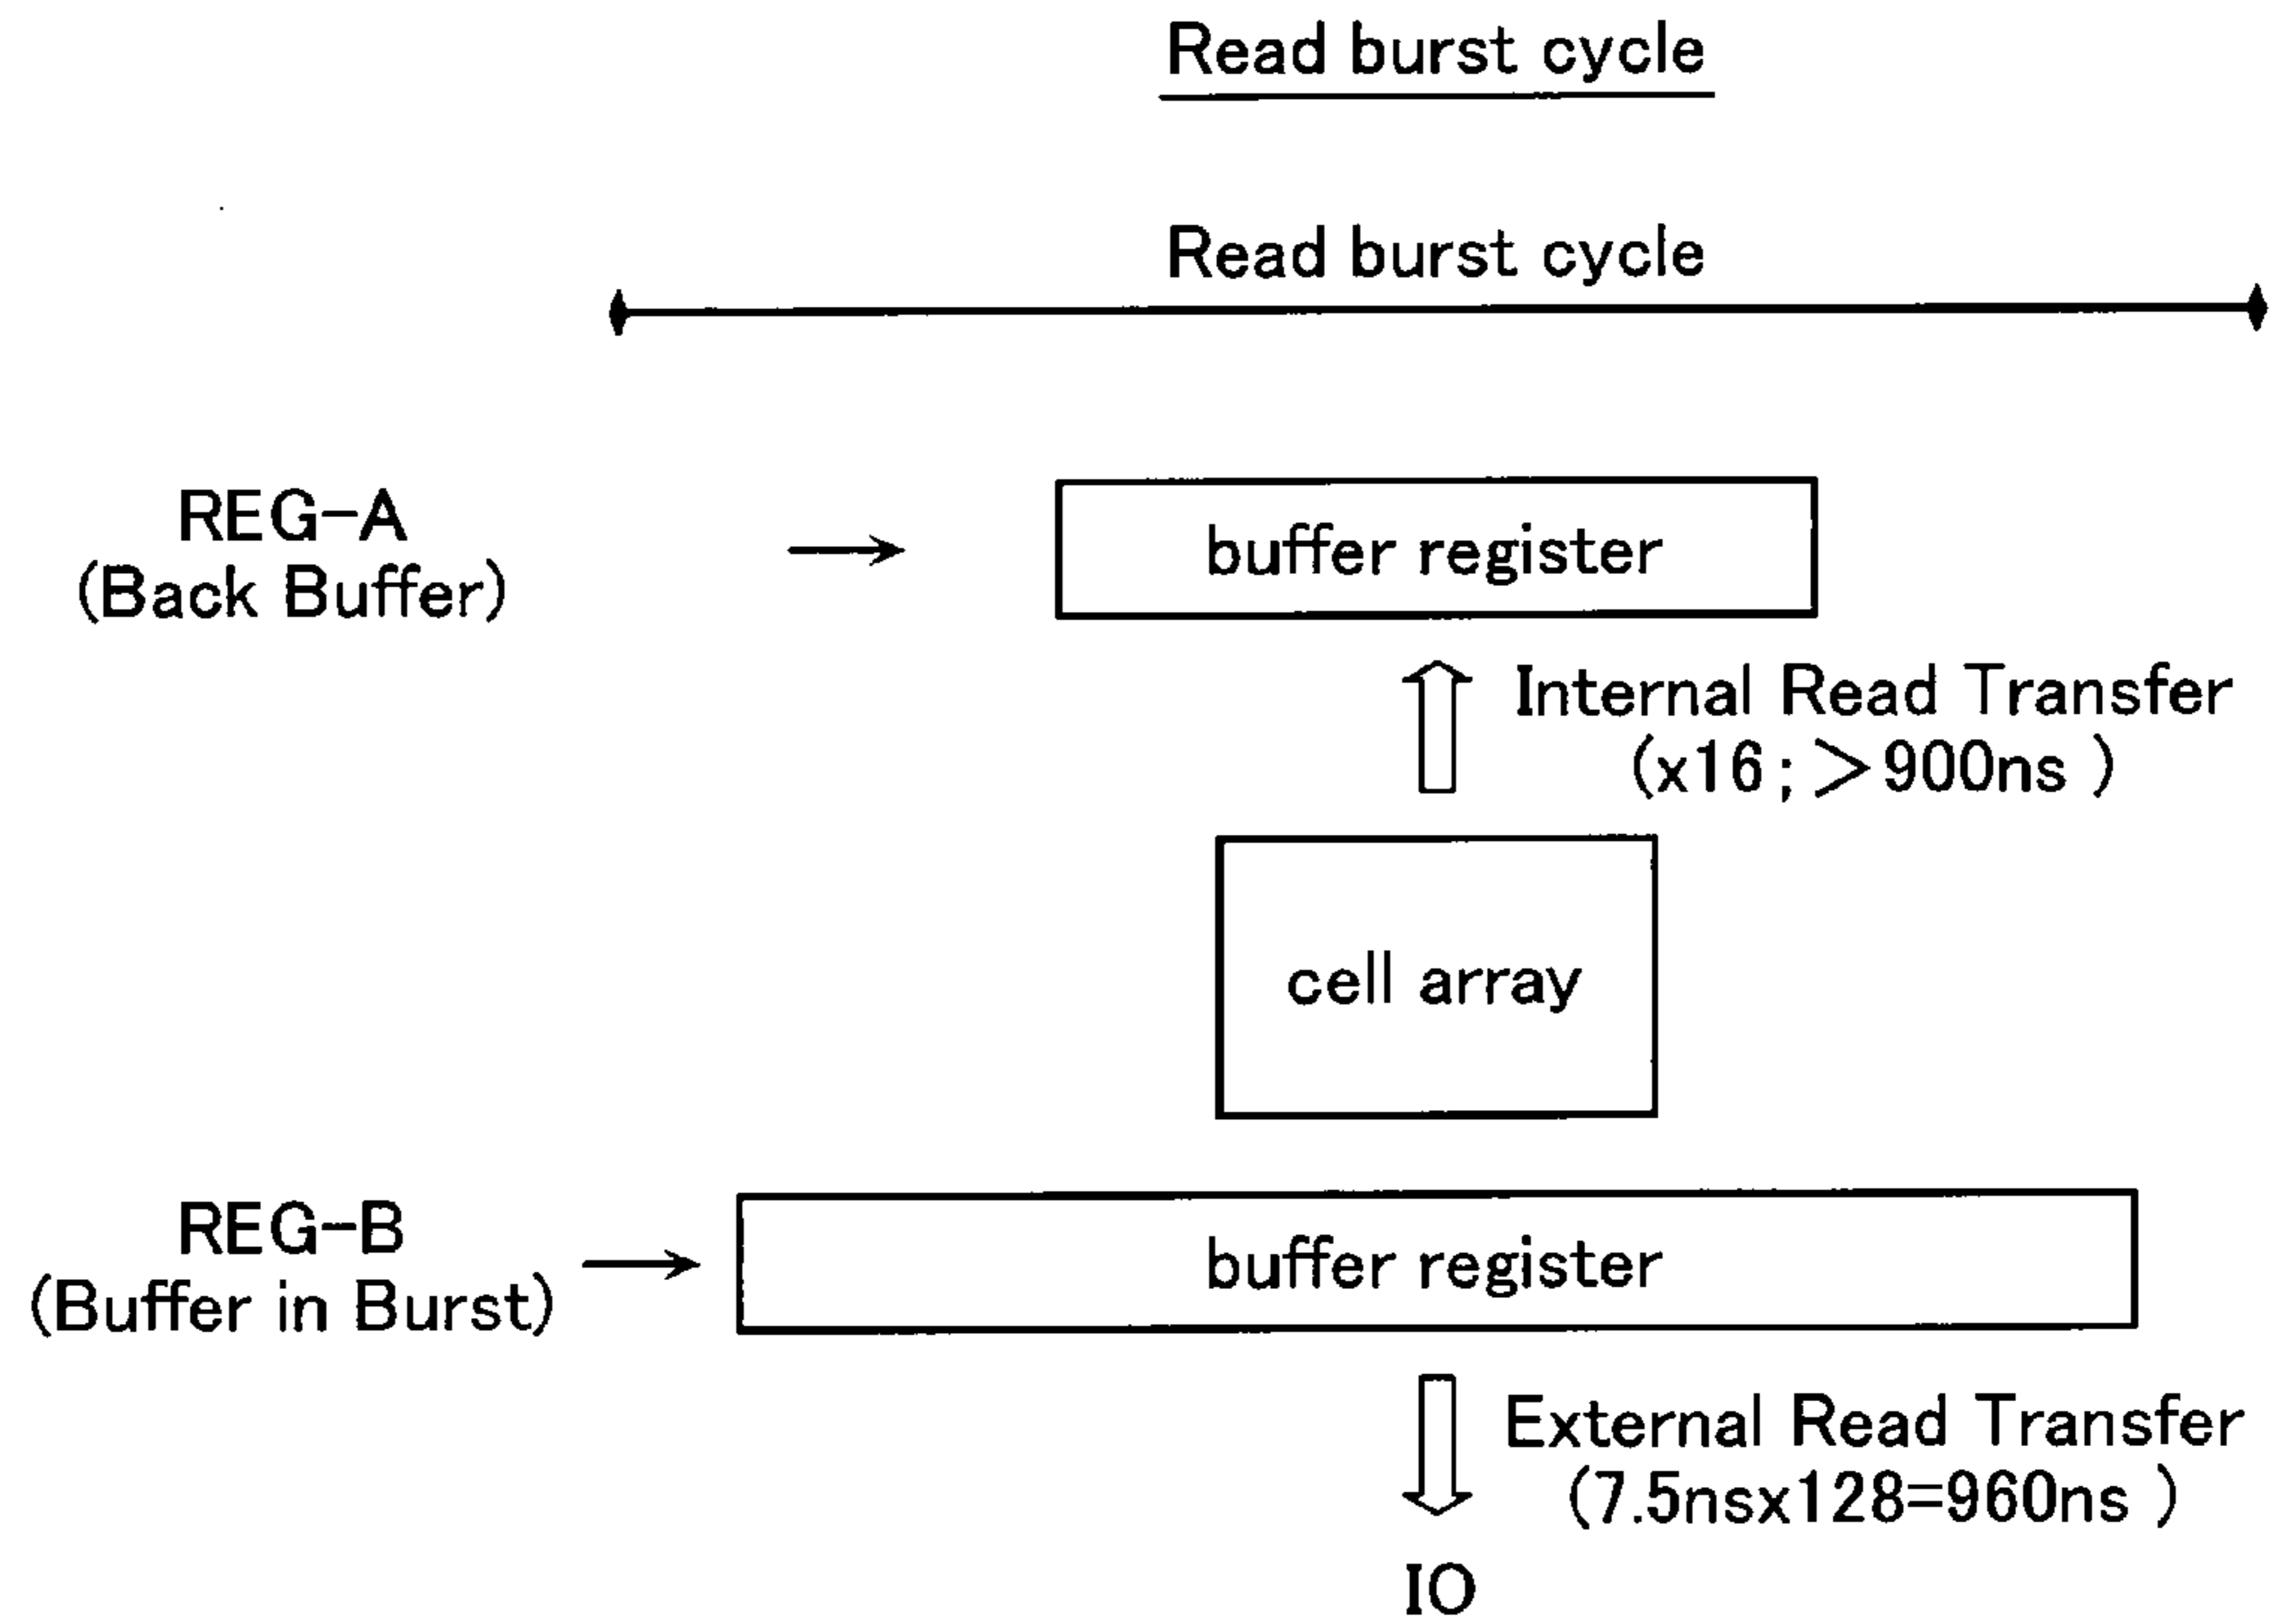 Read burst cycle
Read burst cycle
REG-A
(Back Buffer)
buffer register
Internal Read Transfer
(x16 ; ＞900ns )
cell array
REG-B
(Buffer in Burst)
buffer register
External Read Transfer
(7.5nsx128=960ns )
IO